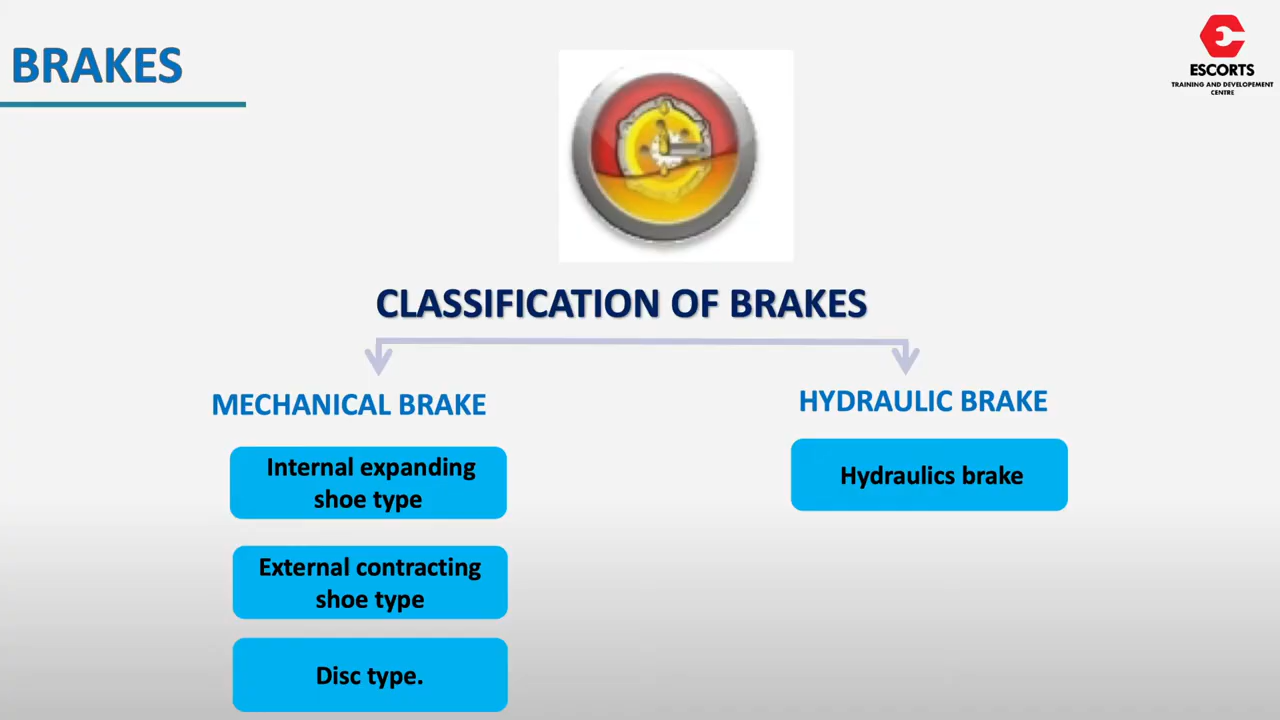 BRAKES
ESCORTS
TRAINING AND DEVELOPEMENT
CENTRE
CLASSIFICATION OF BRAKES
MECHANICAL BRAKE
HYDRAULIC BRAKE
Internal expanding
shoe type
Hydraulics brake
External contracting
shoe type
Disc type.